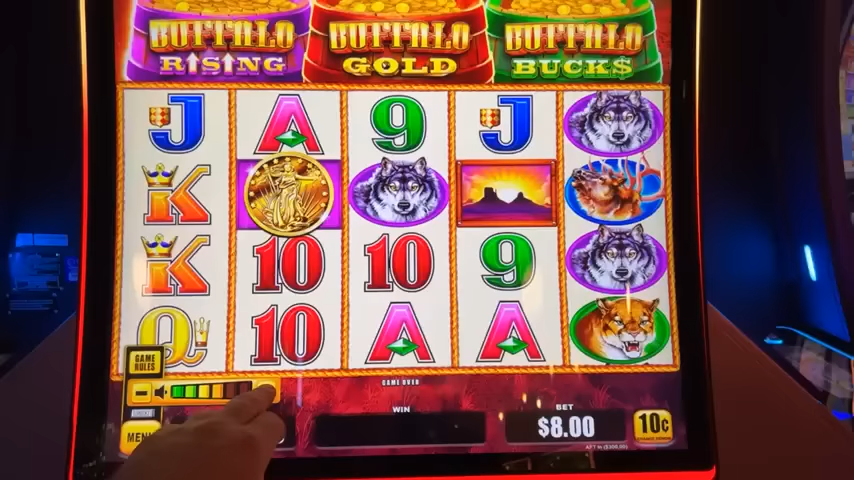 BUFFALO BUFFALO BUFFALO
RISING GOLD BUCK$
J A 9 J
K
K 10 10 9
Q 10 A A
GAME
RULES
GAME OVER
WIN BET
$8.00 10¢
MENU